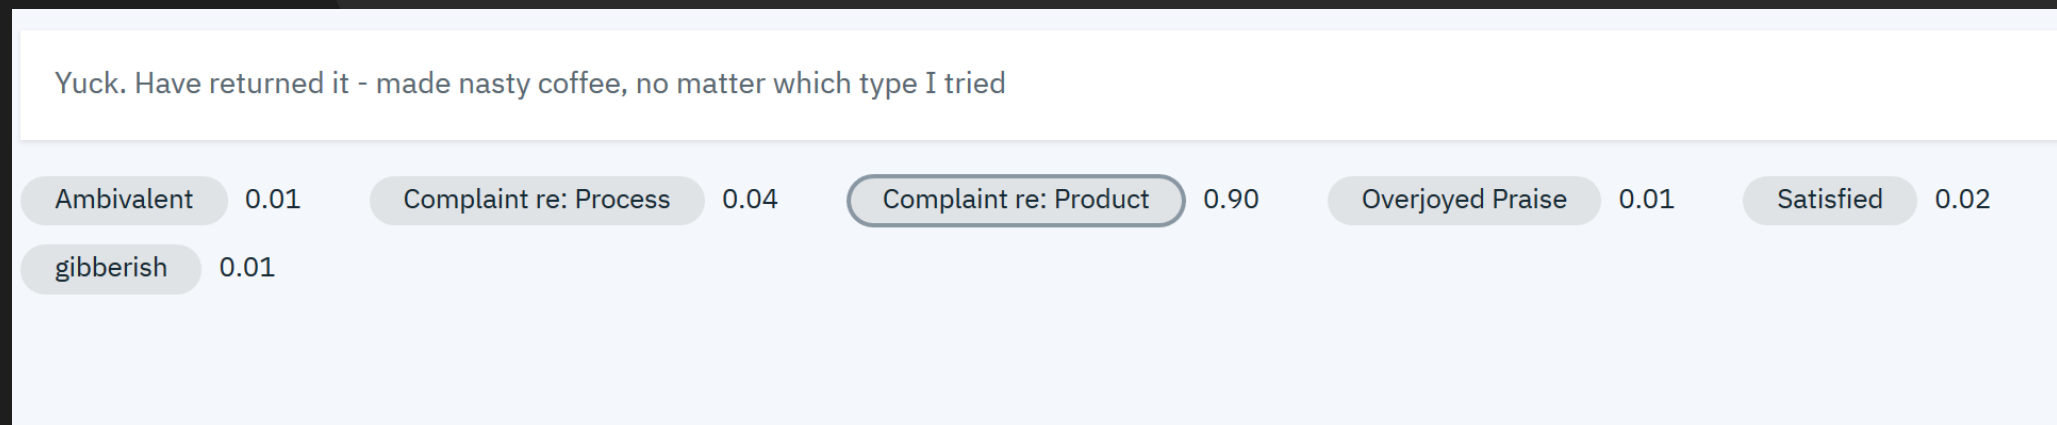 Yuck. Have returned it - made nasty coffee, no matter which type I tried
Ambivalent 0.01 Complaint re: Process 0.04 Complaint re: Product 0.90 Overjoyed Praise 0.01 Satisfied 0.02
gibberish 0.01